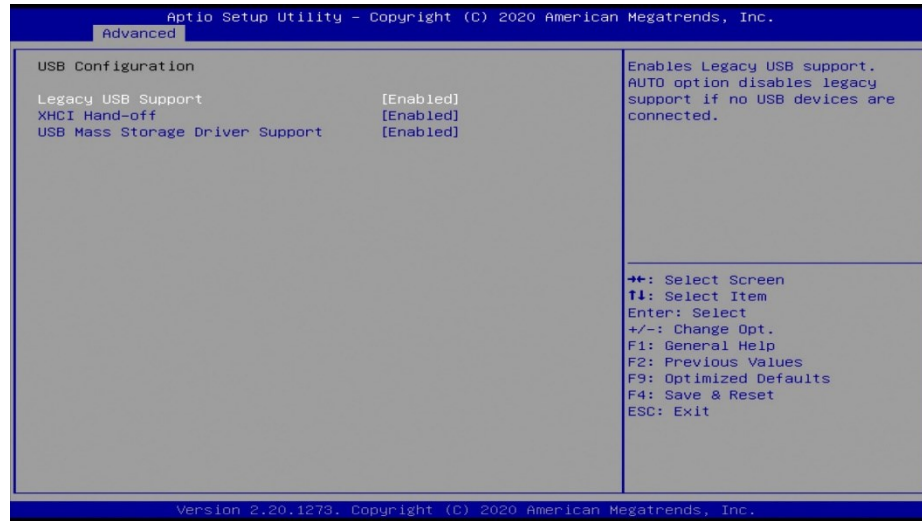 Aptio Setup Utility – Copyright (C) 2020 American Megatrends, Inc.
Advanced
USB Configuration
Legacy USB Support [Enabled]
XHCI Hand-off [Enabled]
USB Mass Storage Driver Support [Enabled]
Enables Legacy USB support.
AUTO option disables legacy
support if no USB devices are
connected.
→←: Select Screen
↑↓: Select Item
Enter: Select
+/-: Change Opt.
F1: General Help
F2: Previous Values
F9: Optimized Defaults
F4: Save & Reset
ESC: Exit
Version 2.20.1273. Copyright (C) 2020 American Megatrends, Inc.